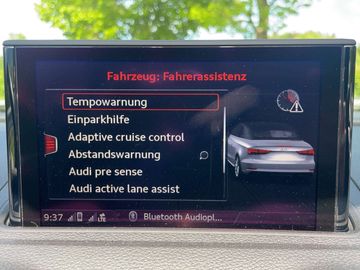 Fahrzeug: Fahrerassistenz
Tempowarnung
Einparkhilfe
Adaptive cruise control
Abstandswarnung
Audi pre sense
Audi active lane assist
9:37 LTE Bluetooth Audiopl...